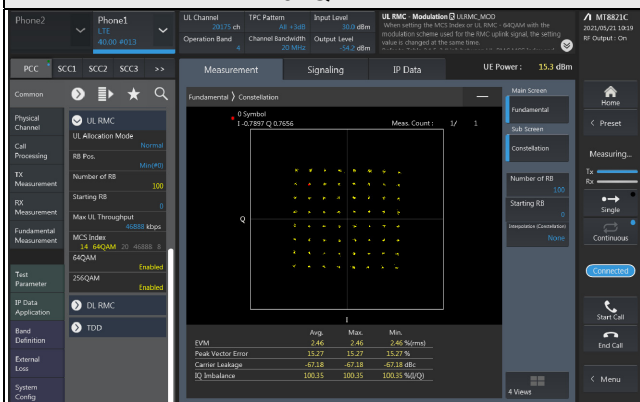 Phone2
Phone1
LTE
40.00 #013
UL Channel
20175 ch
TPC Pattern
Alt. +3dB
Input Level
10.0 dBm
Operation Band
4
Channel Bandwidth
20 MHz
Output Level
-54.2 dBm
UL RMC - Modulation ULRMC_MOD
When setting the MCS Index or UL RMC - 64QAM with the
modulation scheme used for the RMC uplink signal, the setting
value is changed at the same time.
MT8821C
2021/05/21 10:19
RF Output : On
PCC
SCC1
SCC2
SCC3
>>
Measurement
Signaling
IP Data
UE Power : 15.3 dBm
Common
Physical
Channel
Call
Processing
TX
Measurement
RX
Measurement
Fundamental
Measurement
Test
Parameter
IP Data
Application
Band
Definition
External
Loss
System
Config
UL RMC
UL Allocation Mode
Normal
RB Pos.
Min(#0)
Number of RB
100
Starting RB
0
Max UL Throughput
46888 kbps
MCS Index
14 64QAM 20 46888 8
64QAM
Enabled
256QAM
Enabled
DL RMC
TDD
Fundamental
Constellation
0 Symbol
I -0.7897 Q 0.7656
Meas. Count : 1/ 1
Q
I
Avg. Max. Min.
EVM 2.46 2.46 2.46 %(rms)
Peak Vector Error 15.27 15.27 15.27 %
Carrier Leakage -67.18 -67.18 -67.18 dBc
IQ Imbalance 100.35 100.35 100.35 %(I/Q)
Main Screen
Fundamental
Sub Screen
Constellation
Number of RB
100
Starting RB
0
Interpolation (Constellation)
None
4 Views
Home
< Preset
Measuring...
Tx
Rx
Single
Continuous
Connected
Start Call
End Call
< Menu